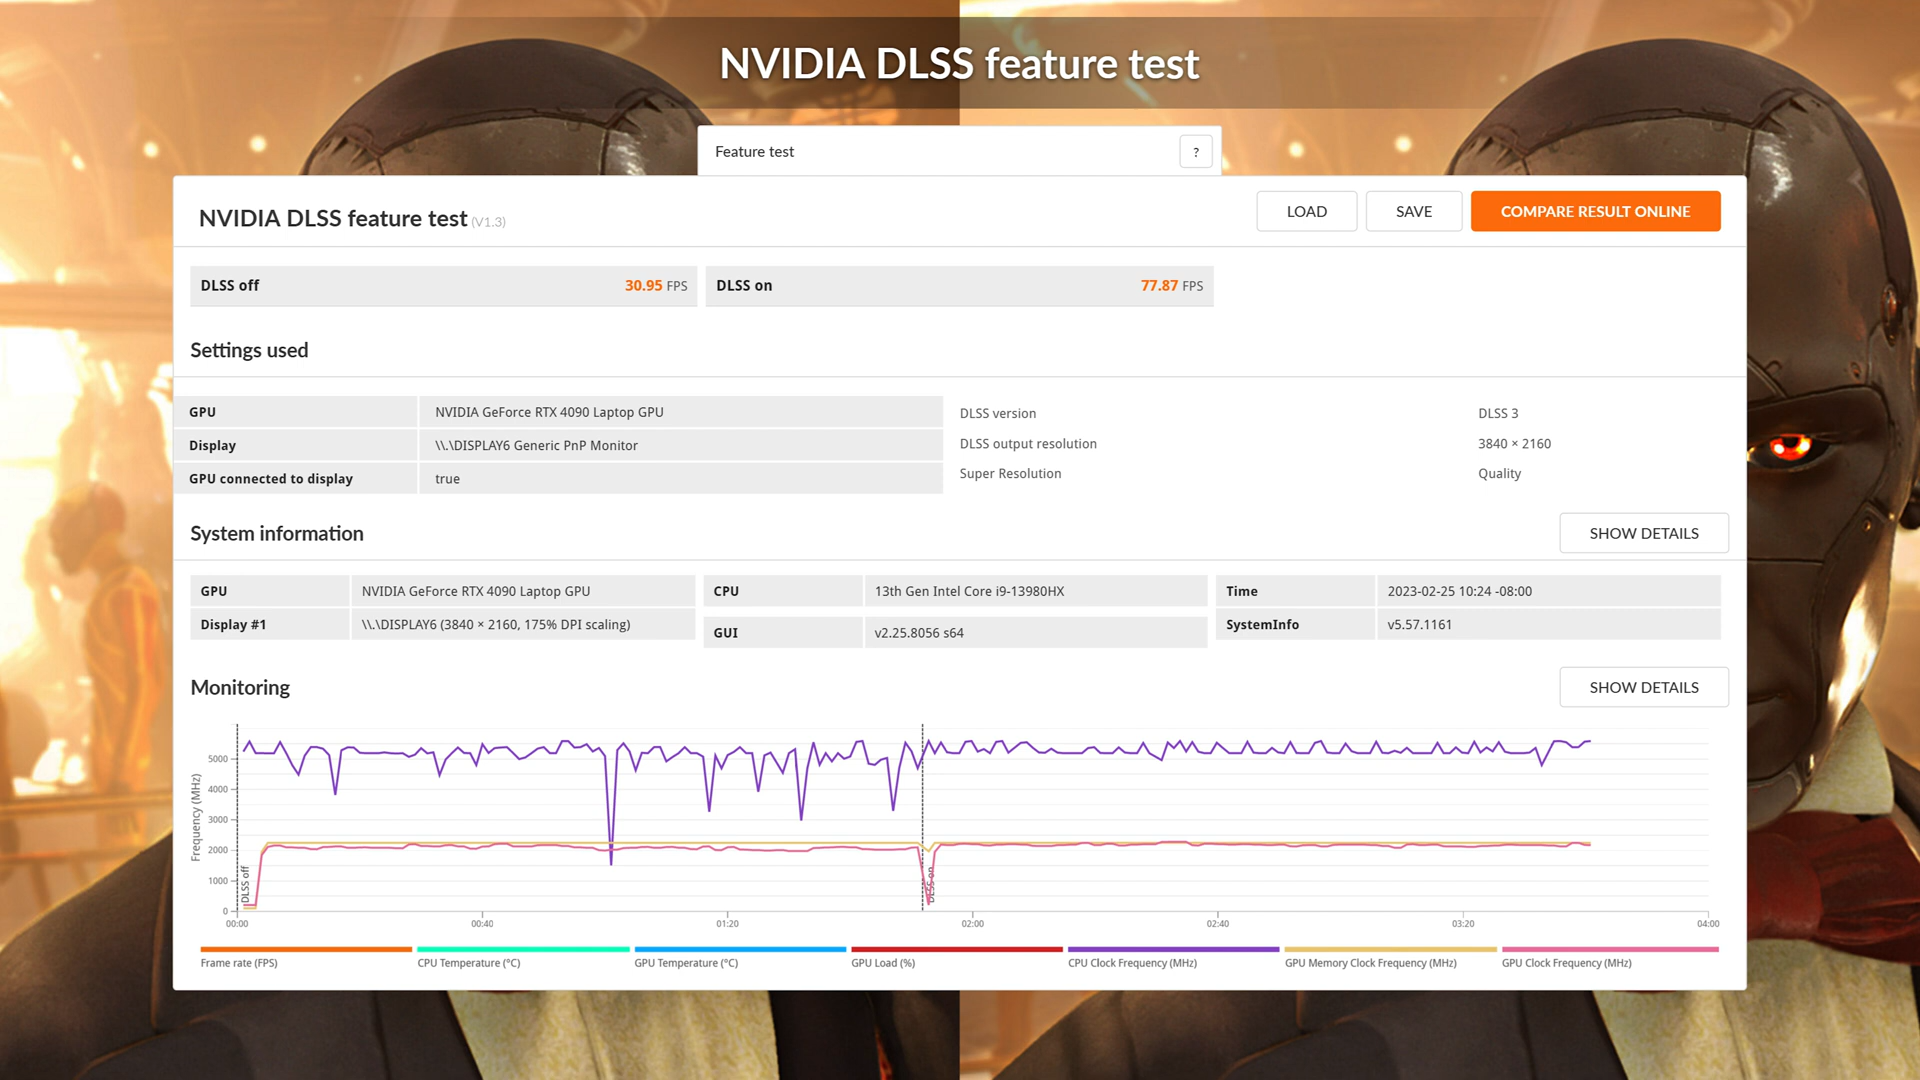 NVIDIA DLSS feature test
Feature test
?
NVIDIA DLSS feature test (V1.3)
LOAD
SAVE
COMPARE RESULT ONLINE
DLSS off 30.95 FPS
DLSS on 77.87 FPS
Settings used
GPU NVIDIA GeForce RTX 4090 Laptop GPU
Display \\.\DISPLAY6 Generic PnP Monitor
GPU connected to display true
DLSS version DLSS 3
DLSS output resolution 3840 × 2160
Super Resolution Quality
System information
SHOW DETAILS
GPU NVIDIA GeForce RTX 4090 Laptop GPU
Display #1 \\.\DISPLAY6 (3840 × 2160, 175% DPI scaling)
CPU 13th Gen Intel Core i9-13980HX
GUI v2.25.8056 s64
Time 2023-02-25 10:24 -08:00
SystemInfo v5.57.1161
Monitoring
SHOW DETAILS
Frequency (MHz)
5000
4000
3000
2000
1000
0
DLSS off
DLSS on
00:00 00:40 01:20 02:00 02:40 03:20 04:00
Frame rate (FPS) CPU Temperature (°C) GPU Temperature (°C) GPU Load (%) CPU Clock Frequency (MHz) GPU Memory Clock Frequency (MHz) GPU Clock Frequency (MHz)